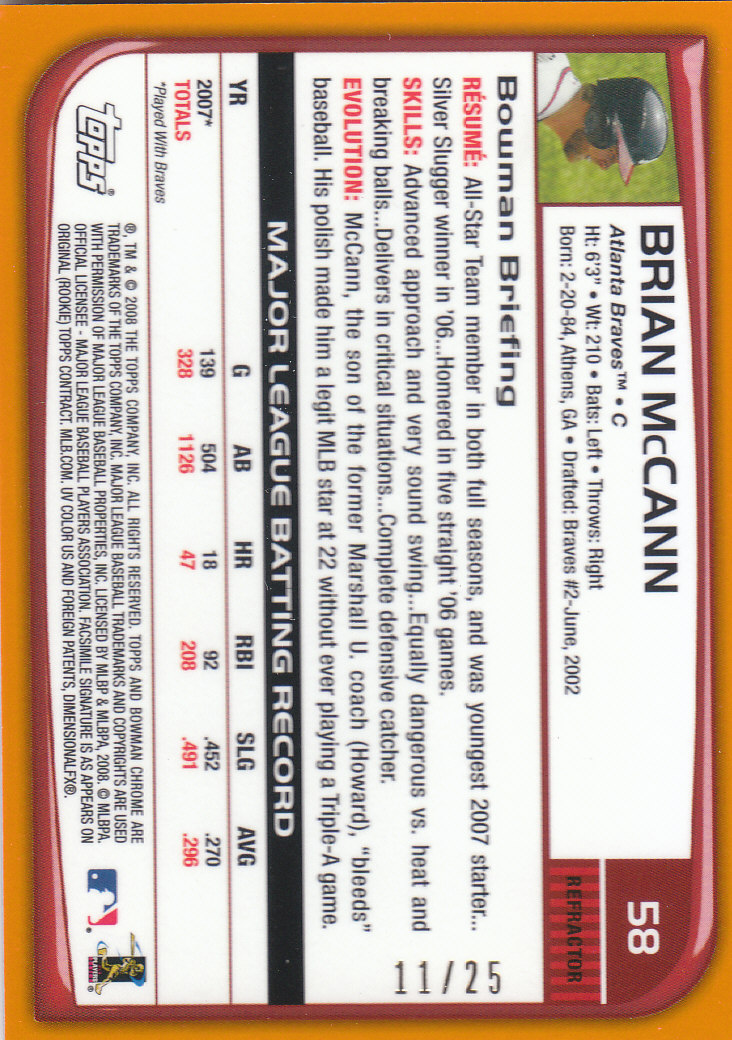 58
REFRACTOR
BRIAN McCANN
Atlanta Braves™ • C
Ht: 6'3" • Wt: 210 • Bats: Left • Throws: Right
Born: 2-20-84, Athens, GA • Drafted: Braves #2-June, 2002
Bowman Briefing
RÉSUMÉ: All-Star Team member in both full seasons, and was youngest 2007 starter...
Silver Slugger winner in '06...Homered in five straight '06 games.
SKILLS: Advanced approach and very sound swing...Equally dangerous vs. heat and
breaking balls...Delivers in critical situations...Complete defensive catcher.
EVOLUTION: McCann, the son of the former Marshall U. coach (Howard), "bleeds"
baseball. His polish made him a legit MLB star at 22 without ever playing a Triple-A game.
11/25
MAJOR LEAGUE BATTING RECORD
YR G AB HR RBI SLG AVG
2007* 139 504 18 92 .452 .270
TOTALS 328 1126 47 208 .491 .296
*Played With Braves
topps®
®, TM & © 2008 THE TOPPS COMPANY, INC. ALL RIGHTS RESERVED. TOPPS AND BOWMAN CHROME ARE
TRADEMARKS OF THE TOPPS COMPANY, INC. MAJOR LEAGUE BASEBALL TRADEMARKS AND COPYRIGHTS ARE USED
WITH PERMISSION OF MAJOR LEAGUE BASEBALL PROPERTIES, INC. LICENSED BY MLBP & MLBPA, 2008. © MLBPA.
OFFICIAL LICENSEE - MAJOR LEAGUE BASEBALL PLAYERS ASSOCIATION. FACSIMILE SIGNATURE IS AS APPEARS ON
ORIGINAL (ROOKIE) TOPPS CONTRACT. MLB.COM. UV COLOR US AND FOREIGN PATENTS, DIMENSIONALFX®.